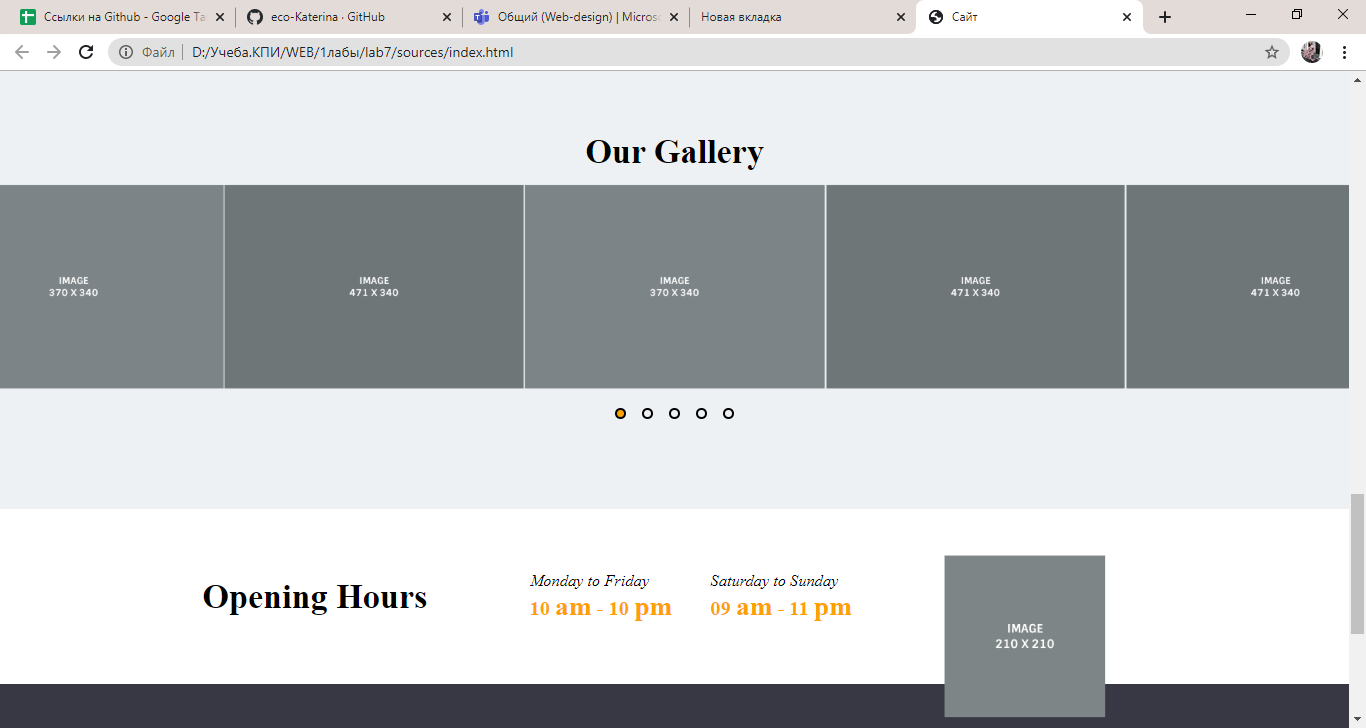 Ссылки на Github - Google Та
eco-Katerina · GitHub
Общий (Web-design) | Microso
Новая вкладка
Сайт
Файл | D:/Учеба.КПИ/WEB/1лабы/lab7/sources/index.html
Our Gallery
IMAGE
370 X 340
IMAGE
471 X 340
IMAGE
370 X 340
IMAGE
471 X 340
IMAGE
471 X 340
Opening Hours
Monday to Friday
10 am - 10 pm
Saturday to Sunday
09 am - 11 pm
IMAGE
210 X 210